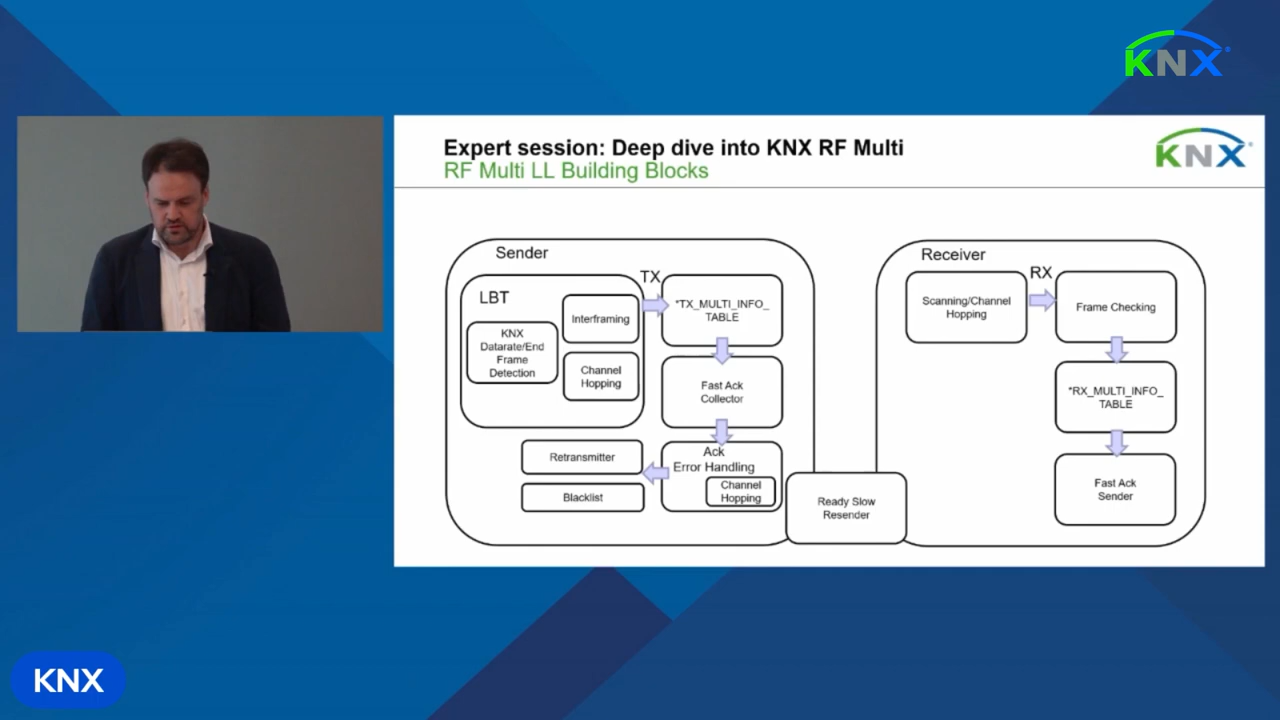 KNX
Expert session: Deep dive into KNX RF Multi
RF Multi LL Building Blocks
KNX
Sender
LBT
KNX
Datarate/End
Frame
Detection
Interframing
Channel
Hopping
TX
*TX_MULTI_INFO_
TABLE
Fast Ack
Collector
Ack
Error Handling
Channel
Hopping
Retransmitter
Blacklist
Ready Slow
Resender
Receiver
Scanning/Channel
Hopping
RX
Frame Checking
*RX_MULTI_INFO_
TABLE
Fast Ack
Sender
KNX